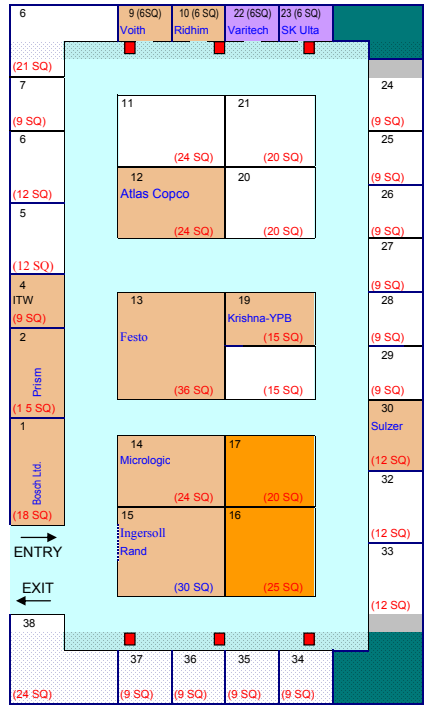 6
(21 SQ)
9 (6SQ)
Voith
10 (6 SQ)
Ridhim
22 (6SQ)
Varitech
23 (6 SQ)
SK Ulta
7
(9 SQ)
6
(12 SQ)
5
(12 SQ)
4
ITW
(9 SQ)
2
Prism
(1 5 SQ)
1
Bosch Ltd.
(18 SQ)
ENTRY
EXIT
38
(24 SQ)
11
(24 SQ)
21
(20 SQ)
12
Atlas Copco
(24 SQ)
20
(20 SQ)
13
Festo
(36 SQ)
19
Krishna-YPB
(15 SQ)
(15 SQ)
14
Micrologic
(24 SQ)
17
(20 SQ)
15
Ingersoll
Rand
(30 SQ)
16
(25 SQ)
24
(9 SQ)
25
(9 SQ)
26
(9 SQ)
27
(9 SQ)
28
(9 SQ)
29
(9 SQ)
30
Sulzer
(12 SQ)
32
(12 SQ)
33
(12 SQ)
37
(9 SQ)
36
(9 SQ)
35
(9 SQ)
34
(9 SQ)